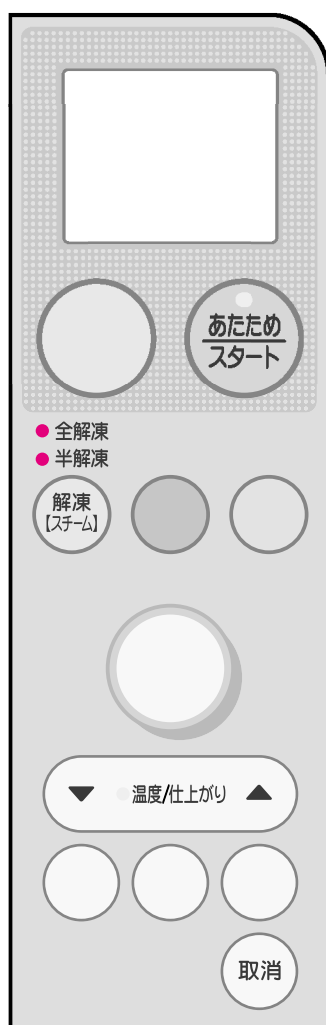 あたため
スタート
● 全解凍
● 半解凍
解凍
【スチーム】
▼ 温度/仕上がり ▲
取消